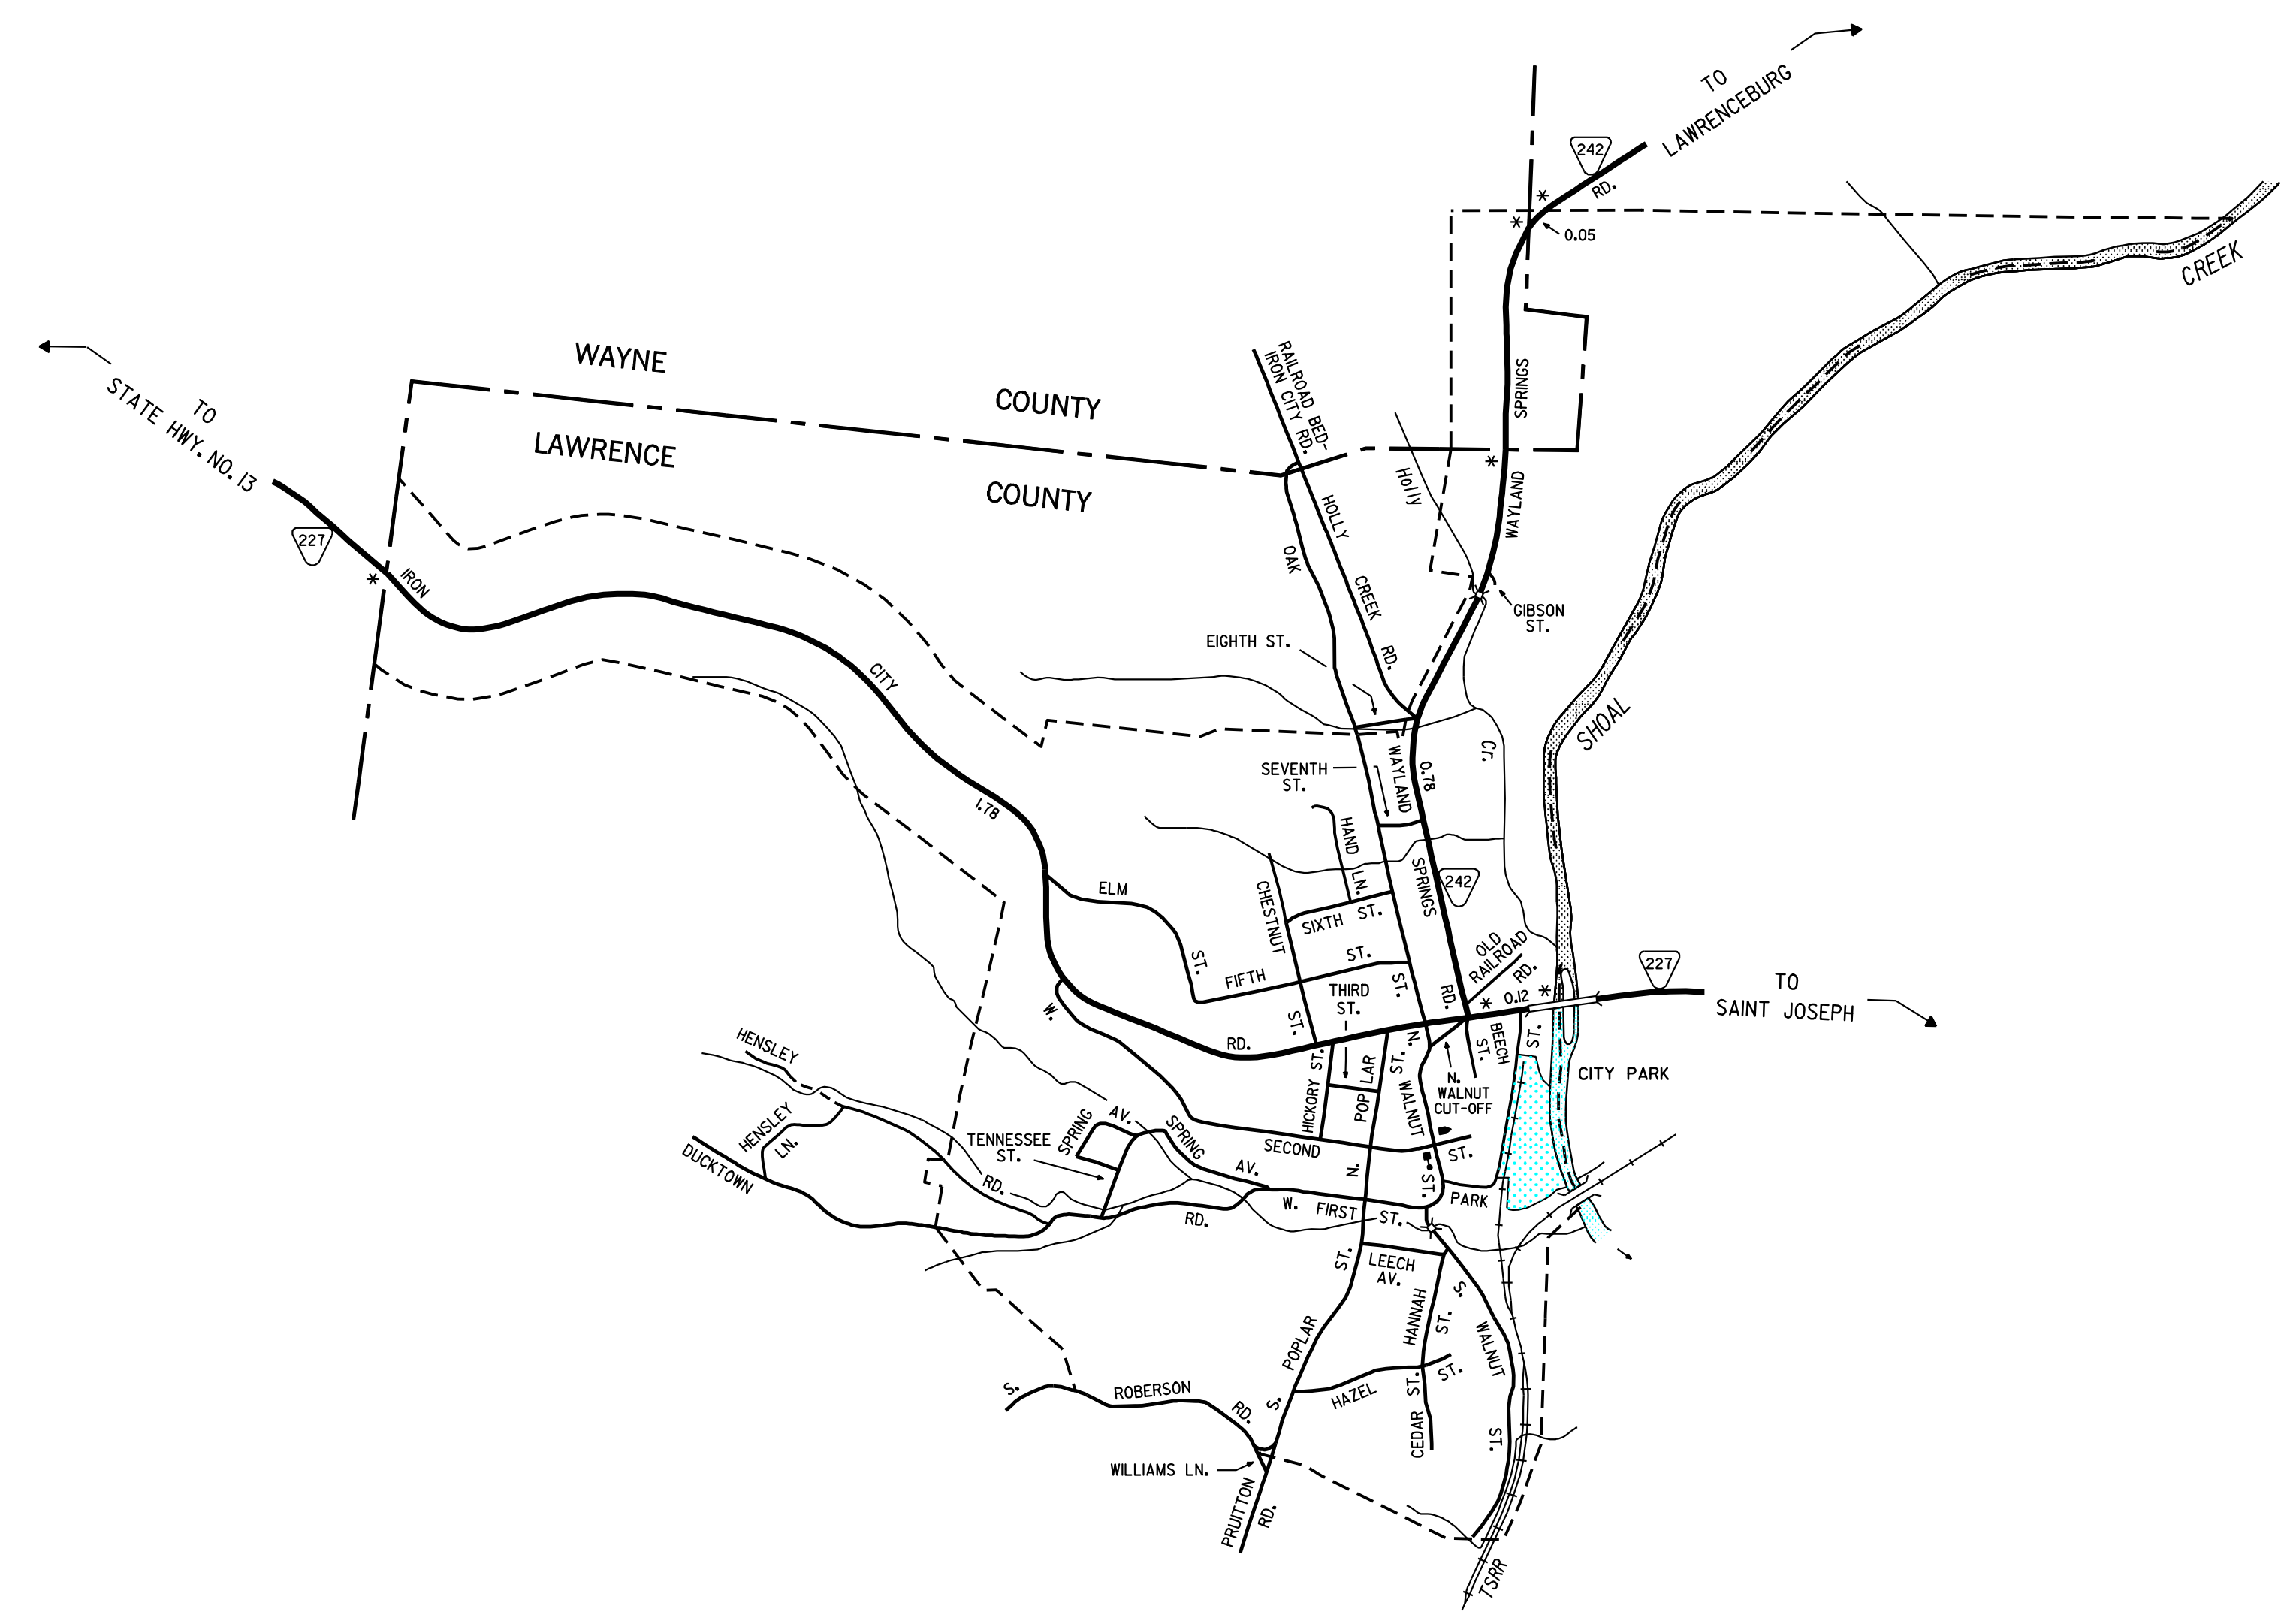 TO
LAWRENCEBURG
242
RD.
*
*
0.05
CREEK
WAYNE
COUNTY
LAWRENCE
COUNTY
TO
STATE HWY. NO. 13
227
*
IRON
CITY
1.78
RD.
RAILROAD BED-
IRON CITY RD.
SPRINGS
WAYLAND
*
Holly
Cr.
HOLLY
CREEK
RD.
OAK
ST.
GIBSON
ST.
EIGHTH ST.
SHOAL
SEVENTH
ST.
WAYLAND
SPRINGS
RD.
0.78
242
HAND
LN.
CHESTNUT
ST.
SIXTH ST.
ELM
ST.
FIFTH
ST.
OLD
RAILROAD
RD.
THIRD
ST.
* 0.12 *
227
TO
SAINT JOSEPH
BEECH
ST.
ST.
CITY PARK
N.
WALNUT
CUT-OFF
N.
WALNUT
ST.
HICKORY ST.
POPLAR
ST.
N.
W.
SECOND
ST.
HENSLEY
RD.
HENSLEY
LN.
DUCKTOWN
RD.
TENNESSEE
ST.
SPRING
AV.
SPRING
AV.
W. FIRST ST.
PARK
LEECH
AV.
HANNAH
ST.
S.
WALNUT
ST.
S.
POPLAR
ST.
HAZEL
ST.
CEDAR ST.
S.
ROBERSON
RD.
WILLIAMS LN.
PRUITTON
RD.
TSRR